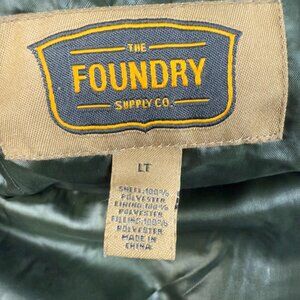 THE
FOUNDRY
SUPPLY CO.
LT
SHELL:100%
POLYESTER
LINING:100%
POLYESTER
FILLING:100%
POLYESTER
MADE IN
CHINA